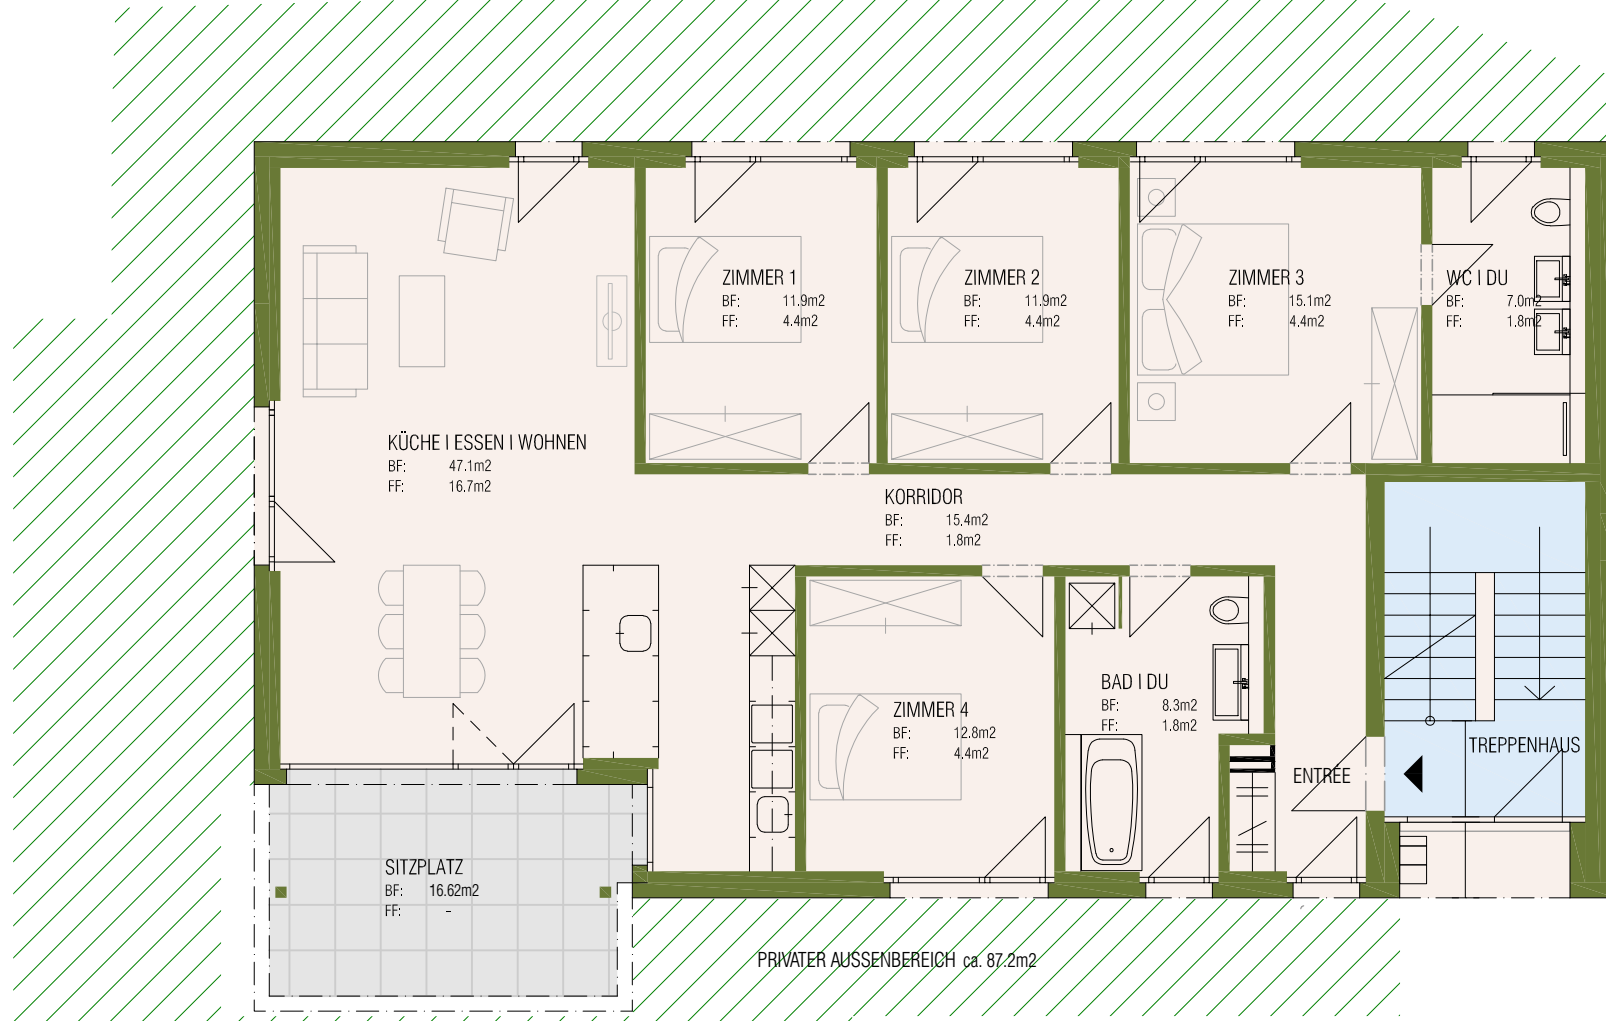 ZIMMER 1
BF: 11.9m2
FF: 4.4m2
ZIMMER 2
BF: 11.9m2
FF: 4.4m2
ZIMMER 3
BF: 15.1m2
FF: 4.4m2
WC I DU
BF: 7.0m2
FF: 1.8m2
KÜCHE I ESSEN I WOHNEN
BF: 47.1m2
FF: 16.7m2
KORRIDOR
BF: 15.4m2
FF: 1.8m2
ZIMMER 4
BF: 12.8m2
FF: 4.4m2
BAD I DU
BF: 8.3m2
FF: 1.8m2
ENTREE
TREPPENHAUS
SITZPLATZ
BF: 16.62m2
FF: -
PRIVATER AUSSENBEREICH ca. 87.2m2